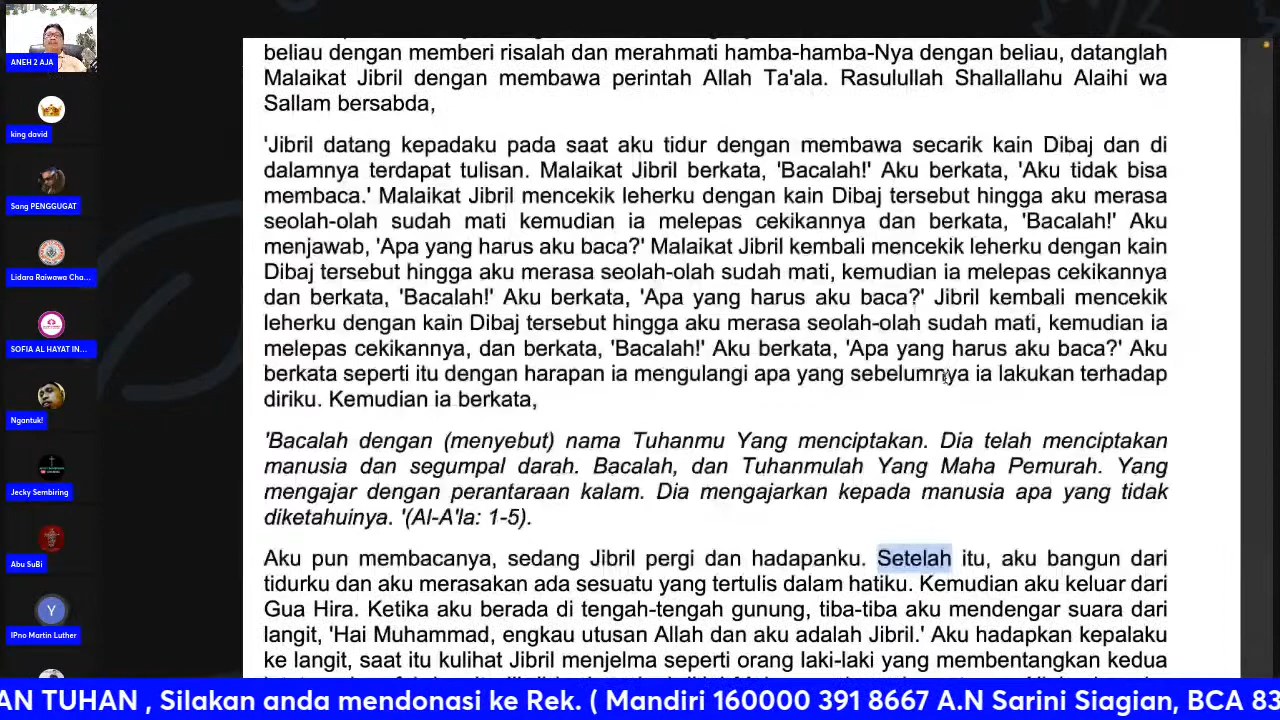 ANEH 2 AJA
king david
Sang PENGGUGAT
Lidara Raiwawa Cha...
SOFIA AL HAYAT IN...
Ngantuk!
Jecky Sembiring
Abu SuBi
Y
IPno Martin Luther
beliau dengan memberi risalah dan merahmati hamba-hamba-Nya dengan beliau, datanglah
Malaikat Jibril dengan membawa perintah Allah Ta'ala. Rasulullah Shallallahu Alaihi wa
Sallam bersabda,
'Jibril datang kepadaku pada saat aku tidur dengan membawa secarik kain Dibaj dan di
dalamnya terdapat tulisan. Malaikat Jibril berkata, 'Bacalah!' Aku berkata, 'Aku tidak bisa
membaca.' Malaikat Jibril mencekik leherku dengan kain Dibaj tersebut hingga aku merasa
seolah-olah sudah mati kemudian ia melepas cekikannya dan berkata, 'Bacalah!' Aku
menjawab, 'Apa yang harus aku baca?' Malaikat Jibril kembali mencekik leherku dengan kain
Dibaj tersebut hingga aku merasa seolah-olah sudah mati, kemudian ia melepas cekikannya
dan berkata, 'Bacalah!' Aku berkata, 'Apa yang harus aku baca?' Jibril kembali mencekik
leherku dengan kain Dibaj tersebut hingga aku merasa seolah-olah sudah mati, kemudian ia
melepas cekikannya, dan berkata, 'Bacalah!' Aku berkata, 'Apa yang harus aku baca?' Aku
berkata seperti itu dengan harapan ia mengulangi apa yang sebelumnya ia lakukan terhadap
diriku. Kemudian ia berkata,
'Bacalah dengan (menyebut) nama Tuhanmu Yang menciptakan. Dia telah menciptakan
manusia dan segumpal darah. Bacalah, dan Tuhanmulah Yang Maha Pemurah. Yang
mengajar dengan perantaraan kalam. Dia mengajarkan kepada manusia apa yang tidak
diketahuinya. '(Al-A'la: 1-5).
Aku pun membacanya, sedang Jibril pergi dan hadapanku. Setelah itu, aku bangun dari
tidurku dan aku merasakan ada sesuatu yang tertulis dalam hatiku. Kemudian aku keluar dari
Gua Hira. Ketika aku berada di tengah-tengah gunung, tiba-tiba aku mendengar suara dari
langit, 'Hai Muhammad, engkau utusan Allah dan aku adalah Jibril.' Aku hadapkan kepalaku
ke langit, saat itu kulihat Jibril menjelma seperti orang laki-laki yang membentangkan kedua
AN TUHAN , Silakan anda mendonasi ke Rek. ( Mandiri 160000 391 8667 A.N Sarini Siagian, BCA 83